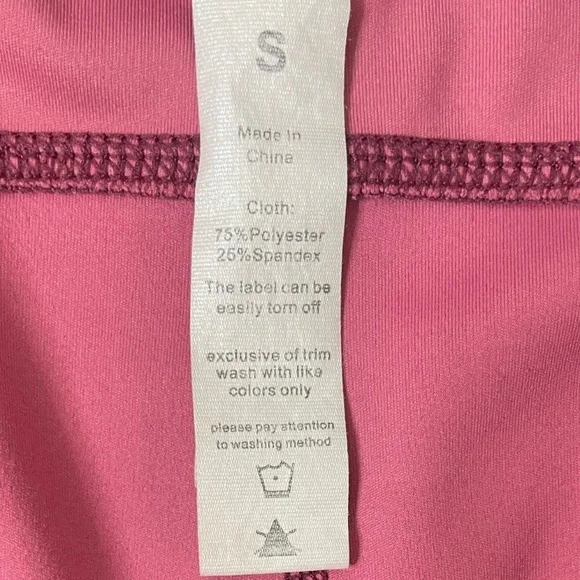 S
Made In
China
Cloth:
75%Polyester
25%Spandex
The label can be
easily torn off
exclusive of trim
wash with like
colors only
please pay attention
to washing method